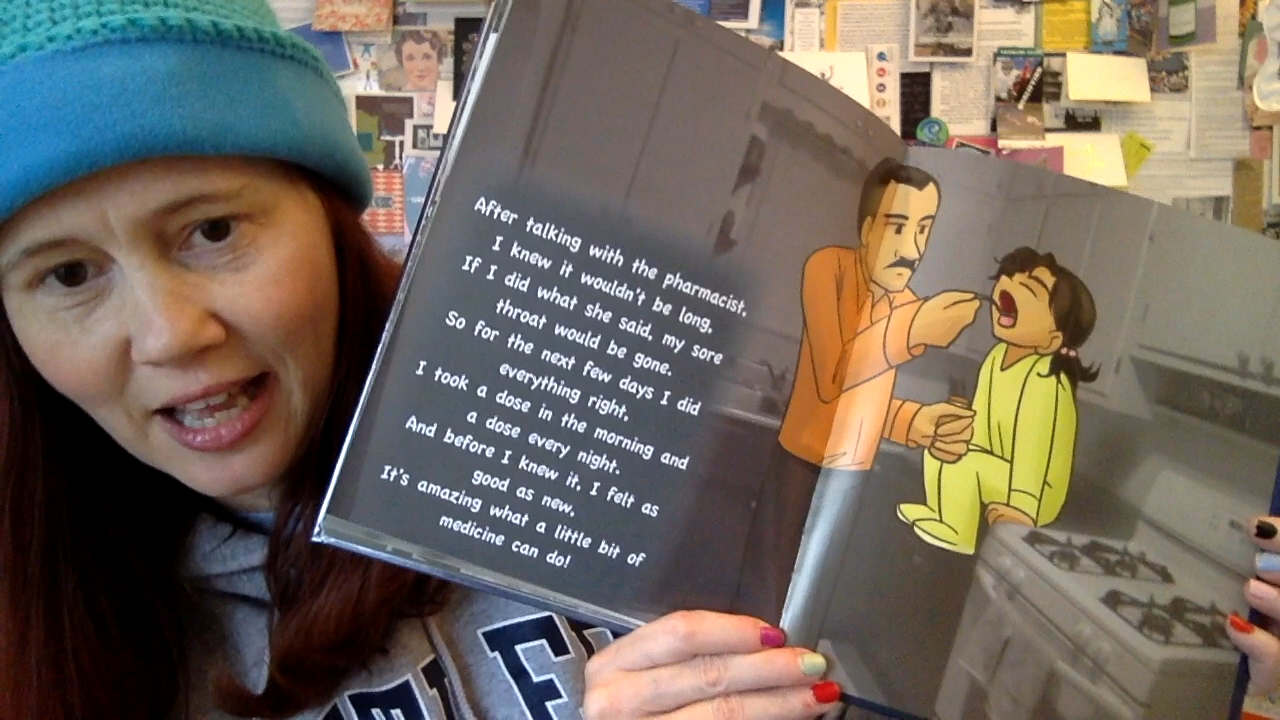 After talking with the pharmacist,
I knew it wouldn't be long,
If I did what she said, my sore
throat would be gone.
So for the next few days I did
everything right,
I took a dose in the morning and
a dose every night.
And before I knew it, I felt as
good as new,
It's amazing what a little bit of
medicine can do!